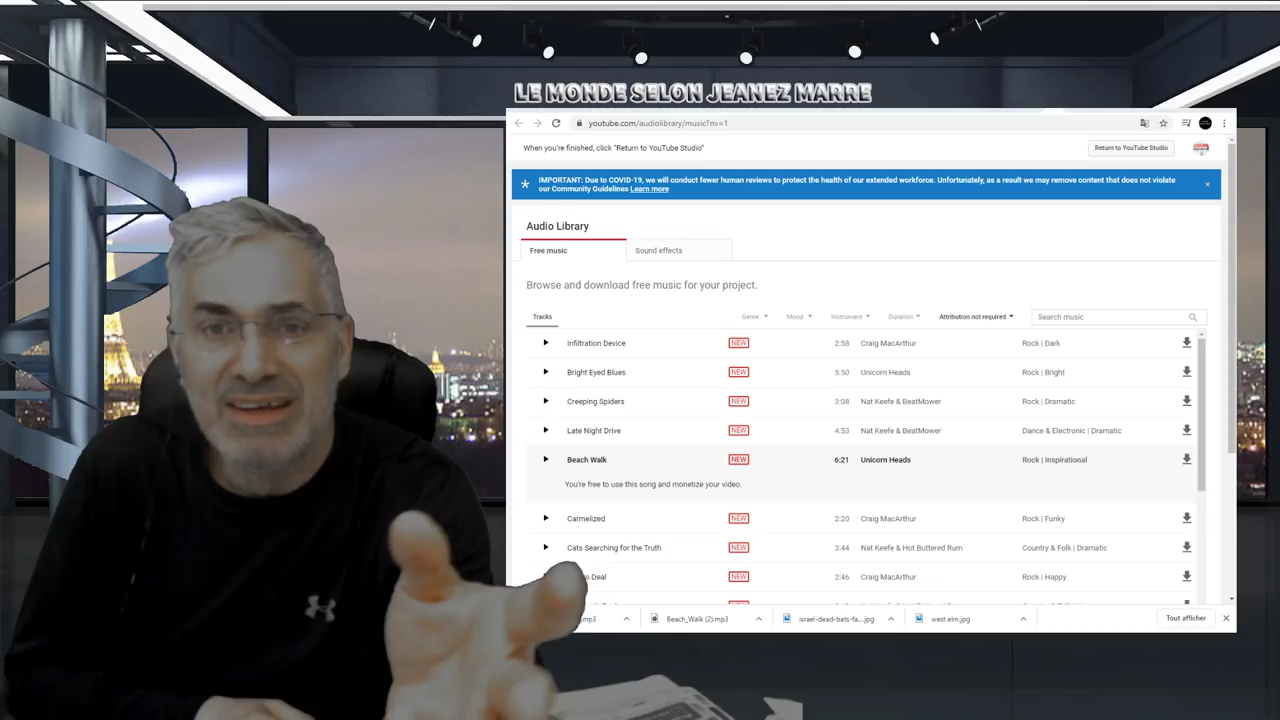 LE MONDE SELON JEANEZ MARRE
youtube.com/audiolibrary/music?nv=1
When you're finished, click "Return to YouTube Studio"
Return to YouTube Studio
IMPORTANT: Due to COVID-19, we will conduct fewer human reviews to protect the health of our extended workforce. Unfortunately, as a result we may remove content that does not violate
our Community Guidelines Learn more
Audio Library
Free music Sound effects
Browse and download free music for your project.
Tracks Genre Mood Instrument Duration Attribution not required Search music
Infiltration Device NEW 2:58 Craig MacArthur Rock | Dark
Bright Eyed Blues NEW 5:50 Unicorn Heads Rock | Bright
Creeping Spiders NEW 3:08 Nat Keefe & BeatMower Rock | Dramatic
Late Night Drive NEW 4:53 Nat Keefe & BeatMower Dance & Electronic | Dramatic
Beach Walk NEW 6:21 Unicorn Heads Rock | Inspirational
You're free to use this song and monetize your video.
Carmelized NEW 2:20 Craig MacArthur Rock | Funky
Cats Searching for the Truth NEW 3:44 Nat Keefe & Hot Buttered Rum Country & Folk | Dramatic
Deal NEW 2:46 Craig MacArthur Rock | Happy
.mp3 Beach_Walk (2).mp3 israel-dead-bats-fa....jpg west elm.jpg Tout afficher